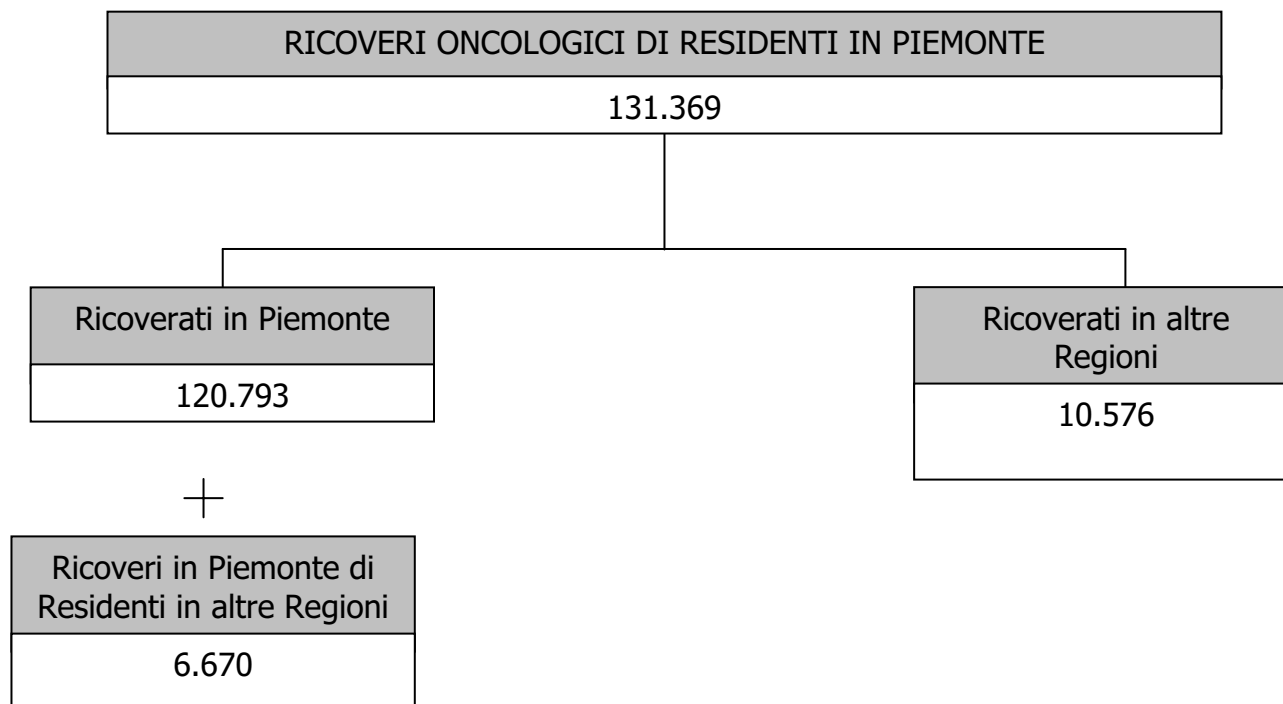 RICOVERI ONCOLOGICI DI RESIDENTI IN PIEMONTE
131.369
Ricoverati in Piemonte
120.793
Ricoverati in altre
Regioni
10.576
+
Ricoveri in Piemonte di
Residenti in altre Regioni
6.670